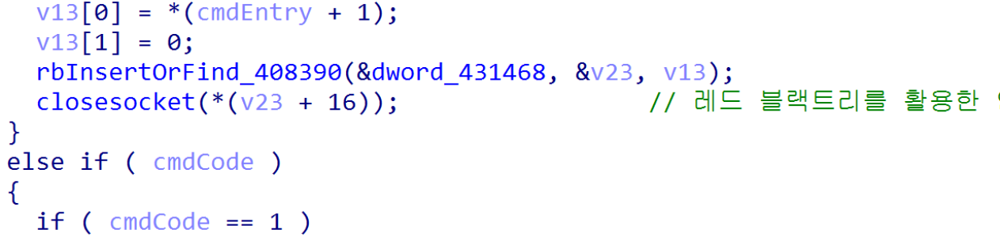 v13[0] = *(cmdEntry + 1);
v13[1] = 0;
rbInsertOrFind_408390(&dword_431468, &v23, v13);
closesocket(*(v23 + 16)); // 레드 블랙트리를 활용한
}
else if ( cmdCode )
{
if ( cmdCode == 1 )